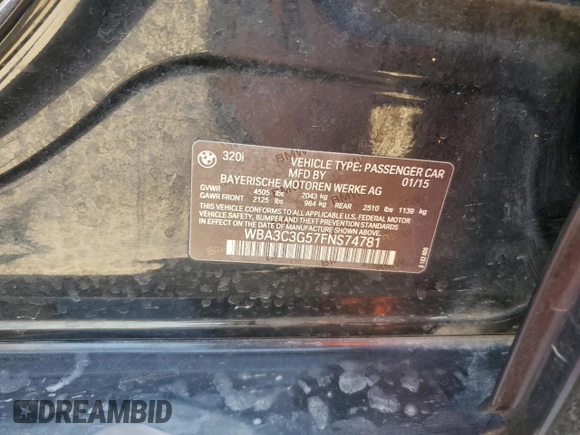 320i
VEHICLE TYPE: PASSENGER CAR
MFD BY
01/15
BAYERISCHE MOTOREN WERKE AG
GVWR 4505 lbs 2043 kg
GAWR FRONT 2125 lbs 964 kg REAR 2510 lbs 1139 kg
THIS VEHICLE CONFORMS TO ALL APPLICABLE U.S. FEDERAL MOTOR
VEHICLE SAFETY, BUMPER AND THEFT PREVENTION STANDARDS
IN EFFECT ON THE DATE OF MANUFACTURE SHOWN ABOVE.
WBA3C3G57FNS74781
DREAMBID